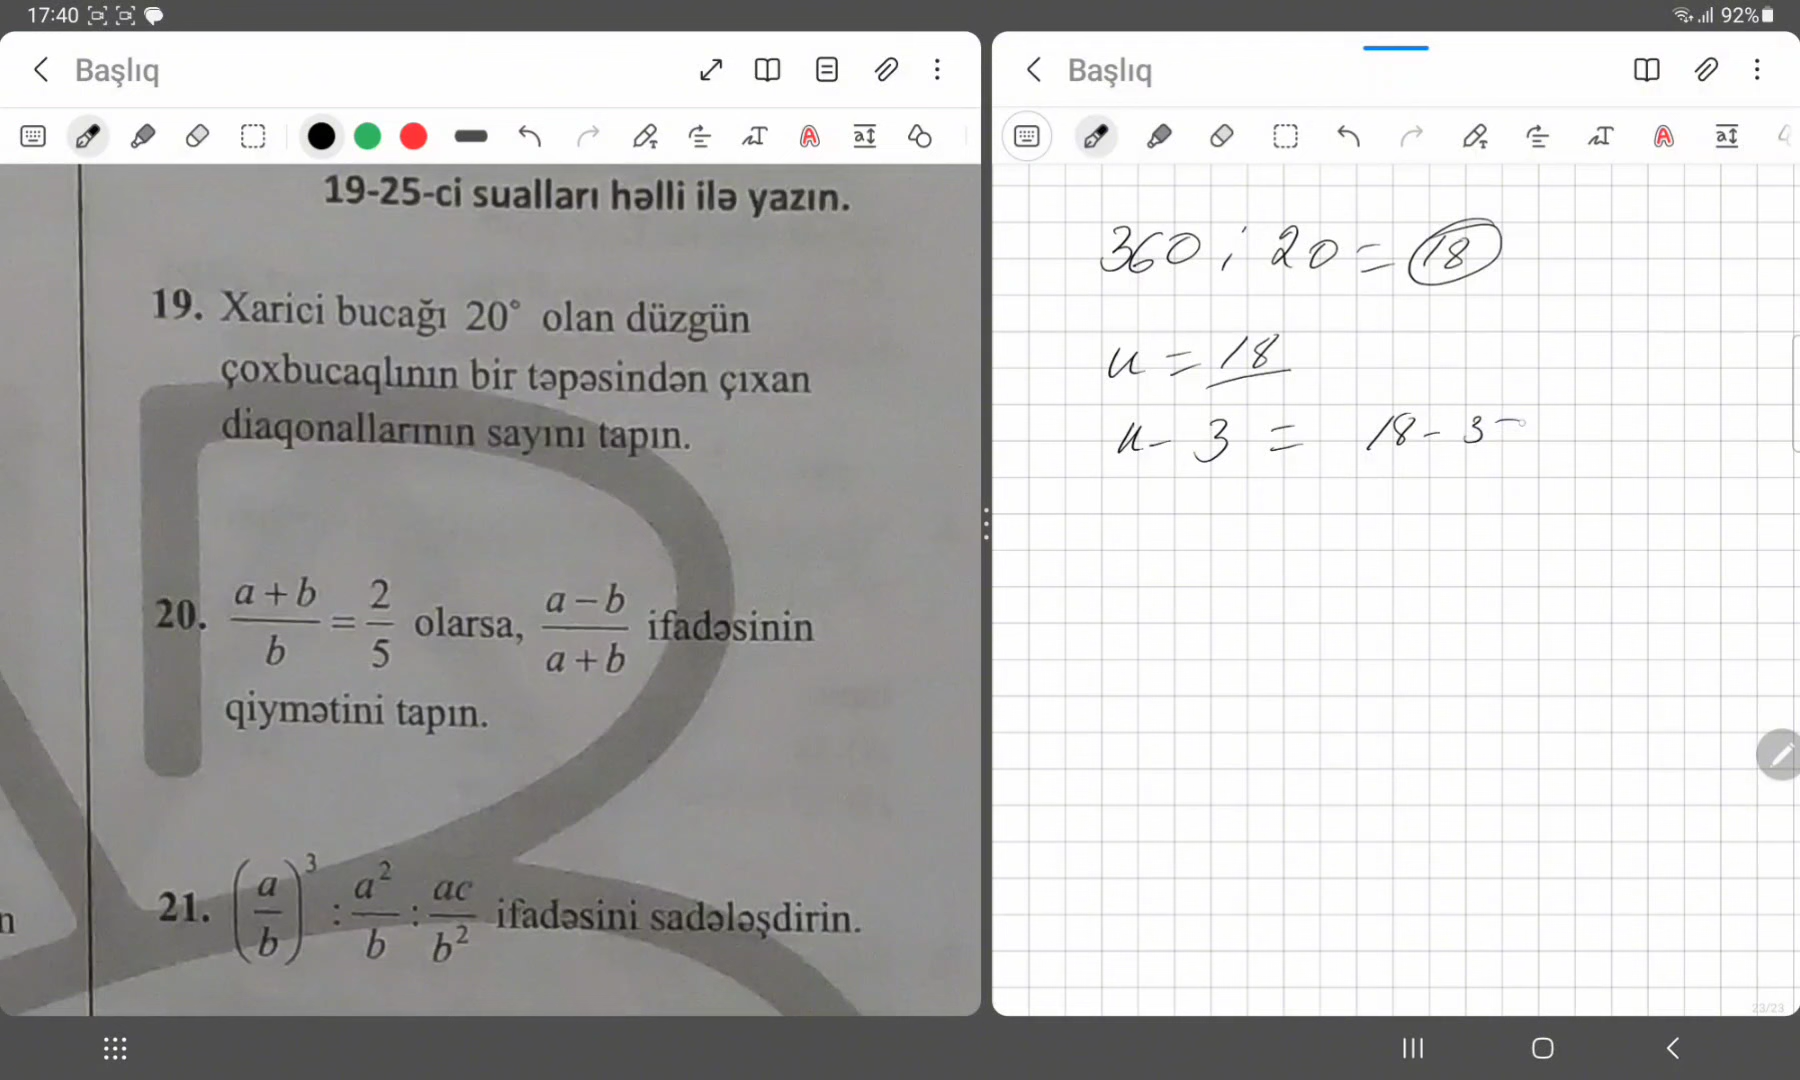 17:40
92%
Başlıq
Başlıq
19-25-ci sualları həlli ilə yazın.
19. Xarici bucağı 20° olan düzgün
çoxbucaqlının bir təpəsindən çıxan
diaqonallarının sayını tapın.
20. (a+b)/b = 2/5 olarsa, (a−b)/(a+b) ifadəsinin
qiymətini tapın.
21. (a/b)³ : a²/b : ac/b² ifadəsini sadələşdirin.
n
360 : 20 = 18
n = 18
n - 3 = 18 - 3 =
23/23